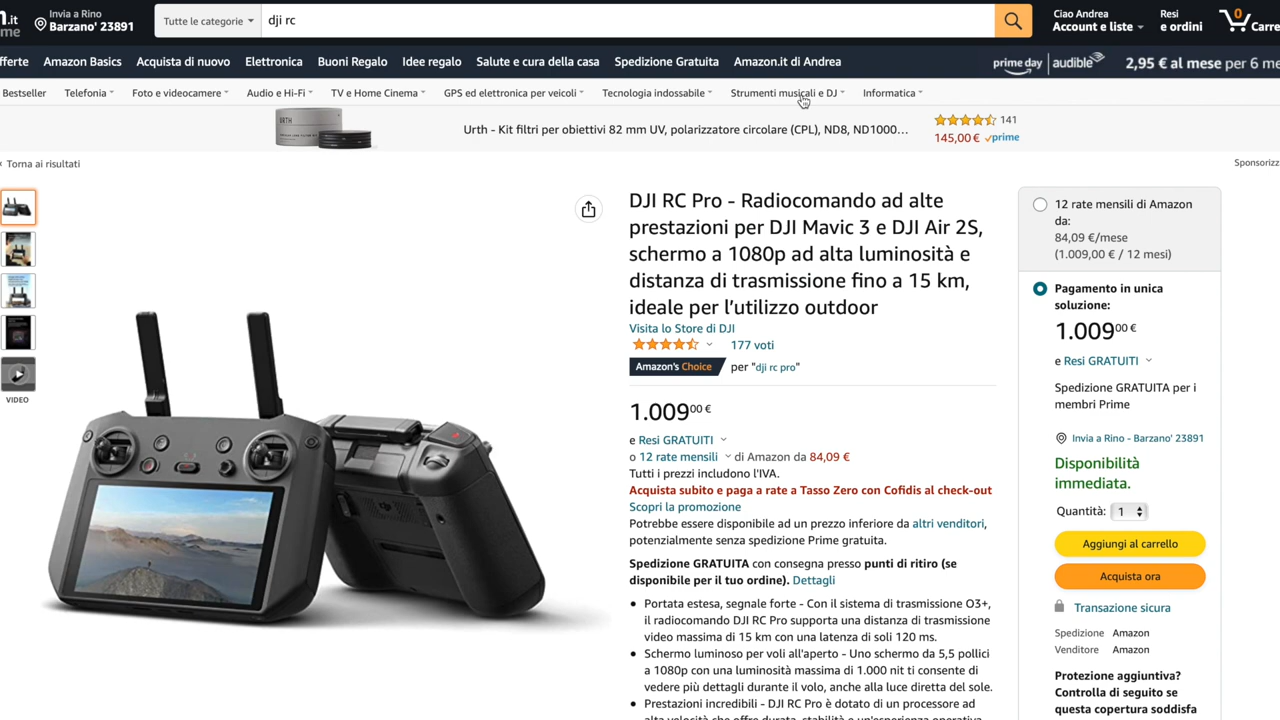 .it
me
Invia a Rino
Barzano' 23891
Tutte le categorie
dji rc
Ciao Andrea
Account e liste
Resi
e ordini
0
Carre
fferte
Amazon Basics
Acquista di nuovo
Elettronica
Buoni Regalo
Idee regalo
Salute e cura della casa
Spedizione Gratuita
Amazon.it di Andrea
prime day
audible
2,95 € al mese per 6 me
Bestseller
Telefonia
Foto e videocamere
Audio e Hi-Fi
TV e Home Cinema
GPS ed elettronica per veicoli
Tecnologia indossabile
Strumenti musicali e DJ
Informatica
URTH
Urth - Kit filtri per obiettivi 82 mm UV, polarizzatore circolare (CPL), ND8, ND1000…
141
145,00 € prime
‹ Torna ai risultati
Sponsorizz
VIDEO
DJI RC Pro - Radiocomando ad alte
prestazioni per DJI Mavic 3 e DJI Air 2S,
schermo a 1080p ad alta luminosità e
distanza di trasmissione fino a 15 km,
ideale per l’utilizzo outdoor
Visita lo Store di DJI
177 voti
Amazon's Choice per "dji rc pro"
1.00900 €
e Resi GRATUITI
o 12 rate mensili di Amazon da 84,09 €
Tutti i prezzi includono l'IVA.
Acquista subito e paga a rate a Tasso Zero con Cofidis al check-out
Scopri la promozione
Potrebbe essere disponibile ad un prezzo inferiore da altri venditori,
potenzialmente senza spedizione Prime gratuita.
Spedizione GRATUITA con consegna presso punti di ritiro (se
disponibile per il tuo ordine). Dettagli
• Portata estesa, segnale forte - Con il sistema di trasmissione O3+,
il radiocomando DJI RC Pro supporta una distanza di trasmissione
video massima di 15 km con una latenza di soli 120 ms.
• Schermo luminoso per voli all'aperto - Uno schermo da 5,5 pollici
a 1080p con una luminosità massima di 1.000 nit ti consente di
vedere più dettagli durante il volo, anche alla luce diretta del sole.
• Prestazioni incredibili - DJI RC Pro è dotato di un processore ad
alta velocità che offre durata, stabilità e un'esperienza operativa
12 rate mensili di Amazon
da:
84,09 €/mese
(1.009,00 € / 12 mesi)
Pagamento in unica
soluzione:
1.00900 €
e Resi GRATUITI
Spedizione GRATUITA per i
membri Prime
Invia a Rino - Barzano' 23891
Disponibilità
immediata.
Quantità: 1
Aggiungi al carrello
Acquista ora
Transazione sicura
Spedizione Amazon
Venditore Amazon
Protezione aggiuntiva?
Controlla di seguito se
questa copertura soddisfa